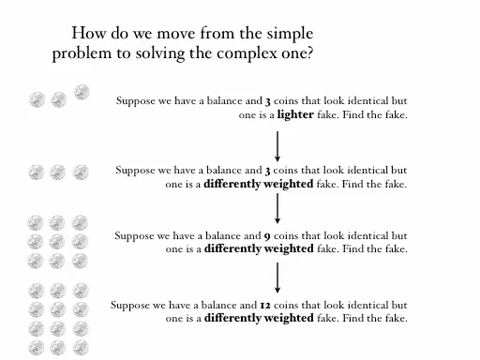 How do we move from the simple
problem to solving the complex one?
Suppose we have a balance and 3 coins that look identical but
one is a lighter fake. Find the fake.
Suppose we have a balance and 3 coins that look identical but
one is a differently weighted fake. Find the fake.
Suppose we have a balance and 9 coins that look identical but
one is a differently weighted fake. Find the fake.
Suppose we have a balance and 12 coins that look identical but
one is a differently weighted fake. Find the fake.